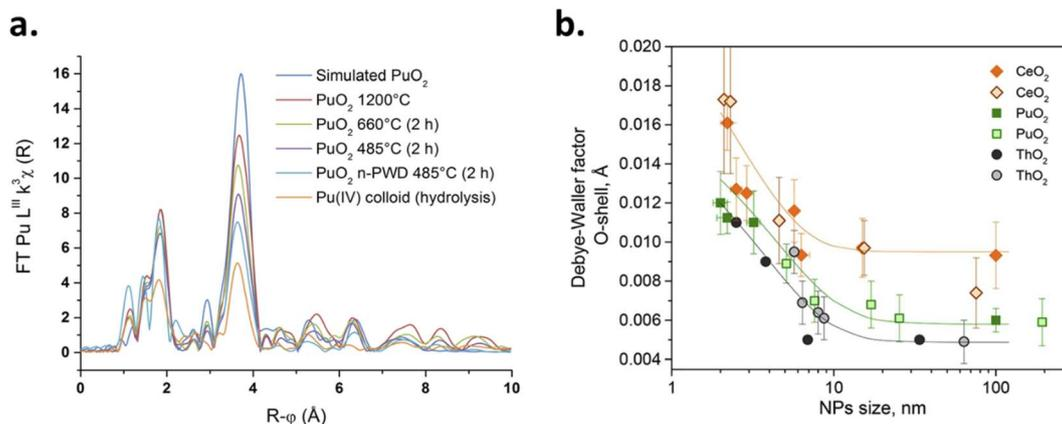 a.
FT Pu L^III k^3χ (R)
16
14
12
10
8
6
4
2
0
0 2 4 6 8 10
R-φ (Å)
Simulated PuO₂
PuO₂ 1200°C
PuO₂ 660°C (2 h)
PuO₂ 485°C (2 h)
PuO₂ n-PWD 485°C (2 h)
Pu(IV) colloid (hydrolysis)
b.
Debye-Waller factor
O-shell, Å
0.020
0.018
0.016
0.014
0.012
0.010
0.008
0.006
0.004
1 10 100
NPs size, nm
CeO₂
CeO₂
PuO₂
PuO₂
ThO₂
ThO₂